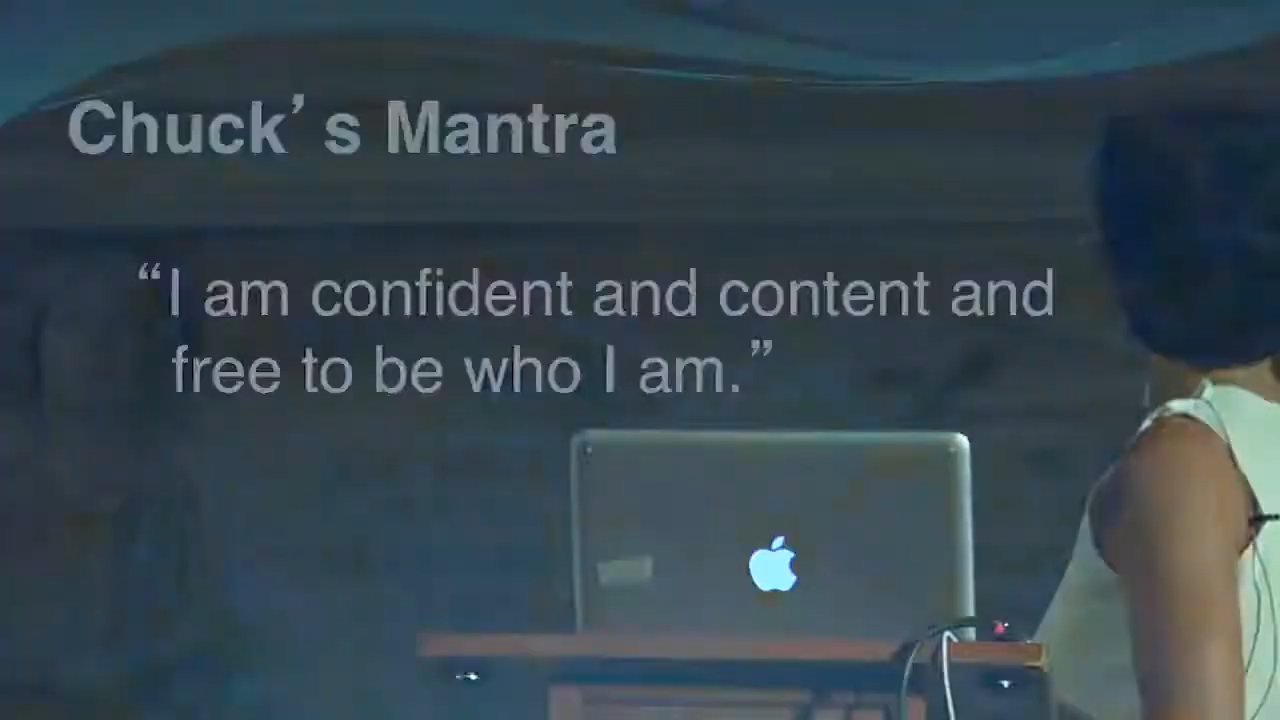 Chuck’s Mantra
“I am confident and content and
free to be who I am.”